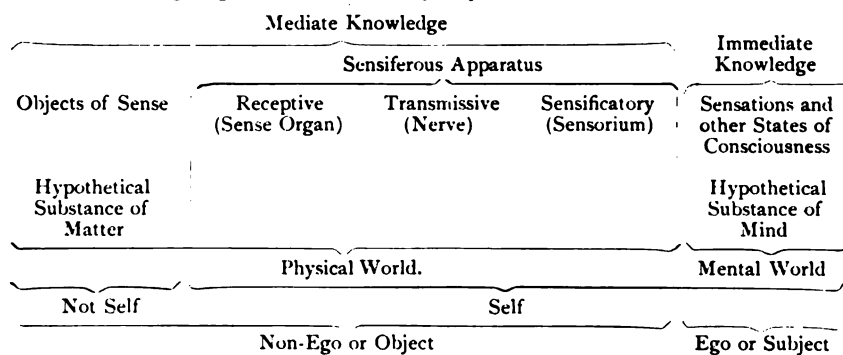 Mediate Knowledge
Immediate Knowledge
Sensiferous Apparatus
Objects of Sense
Receptive (Sense Organ)
Transmissive (Nerve)
Sensificatory (Sensorium)
Sensations and other States of Consciousness
Hypothetical Substance of Matter
Hypothetical Substance of Mind
Physical World.
Mental World
Not Self
Self
Non-Ego or Object
Ego or Subject